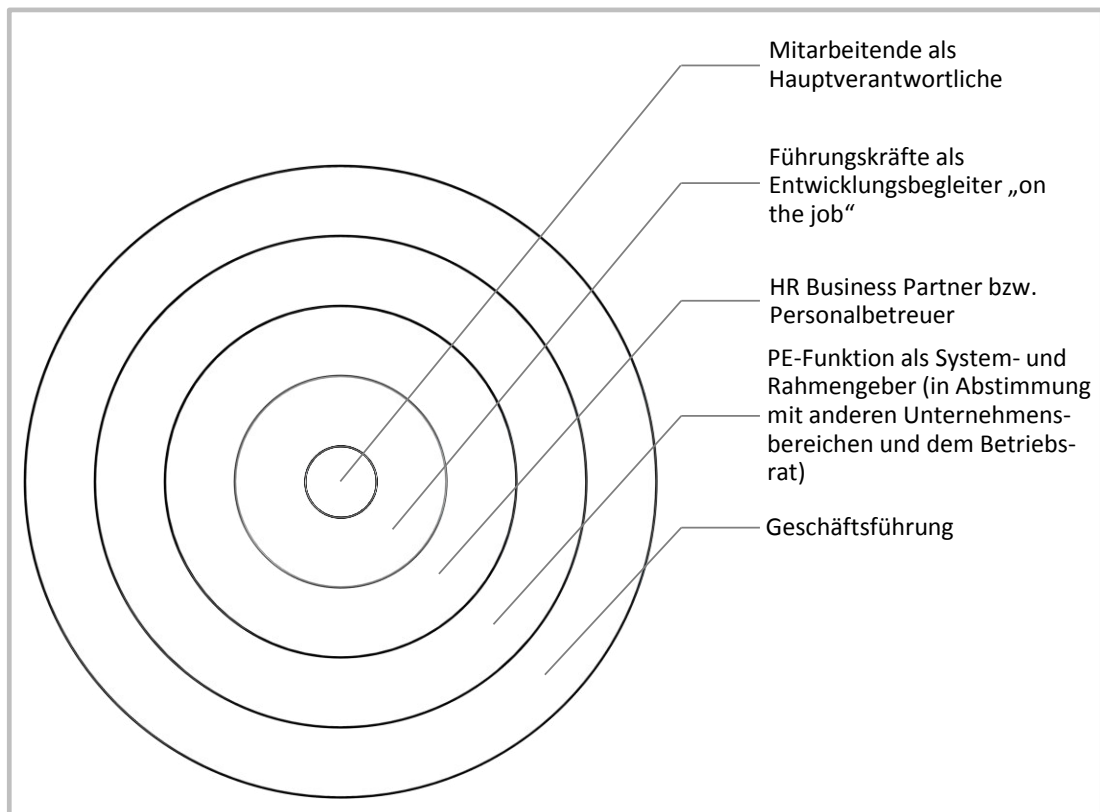 Mitarbeitende als
Hauptverantwortliche
Führungskräfte als
Entwicklungsbegleiter „on
the job“
HR Business Partner bzw.
Personalbetreuer
PE-Funktion als System- und
Rahmengeber (in Abstimmung
mit anderen Unternehmens-
bereichen und dem Betriebs-
rat)
Geschäftsführung